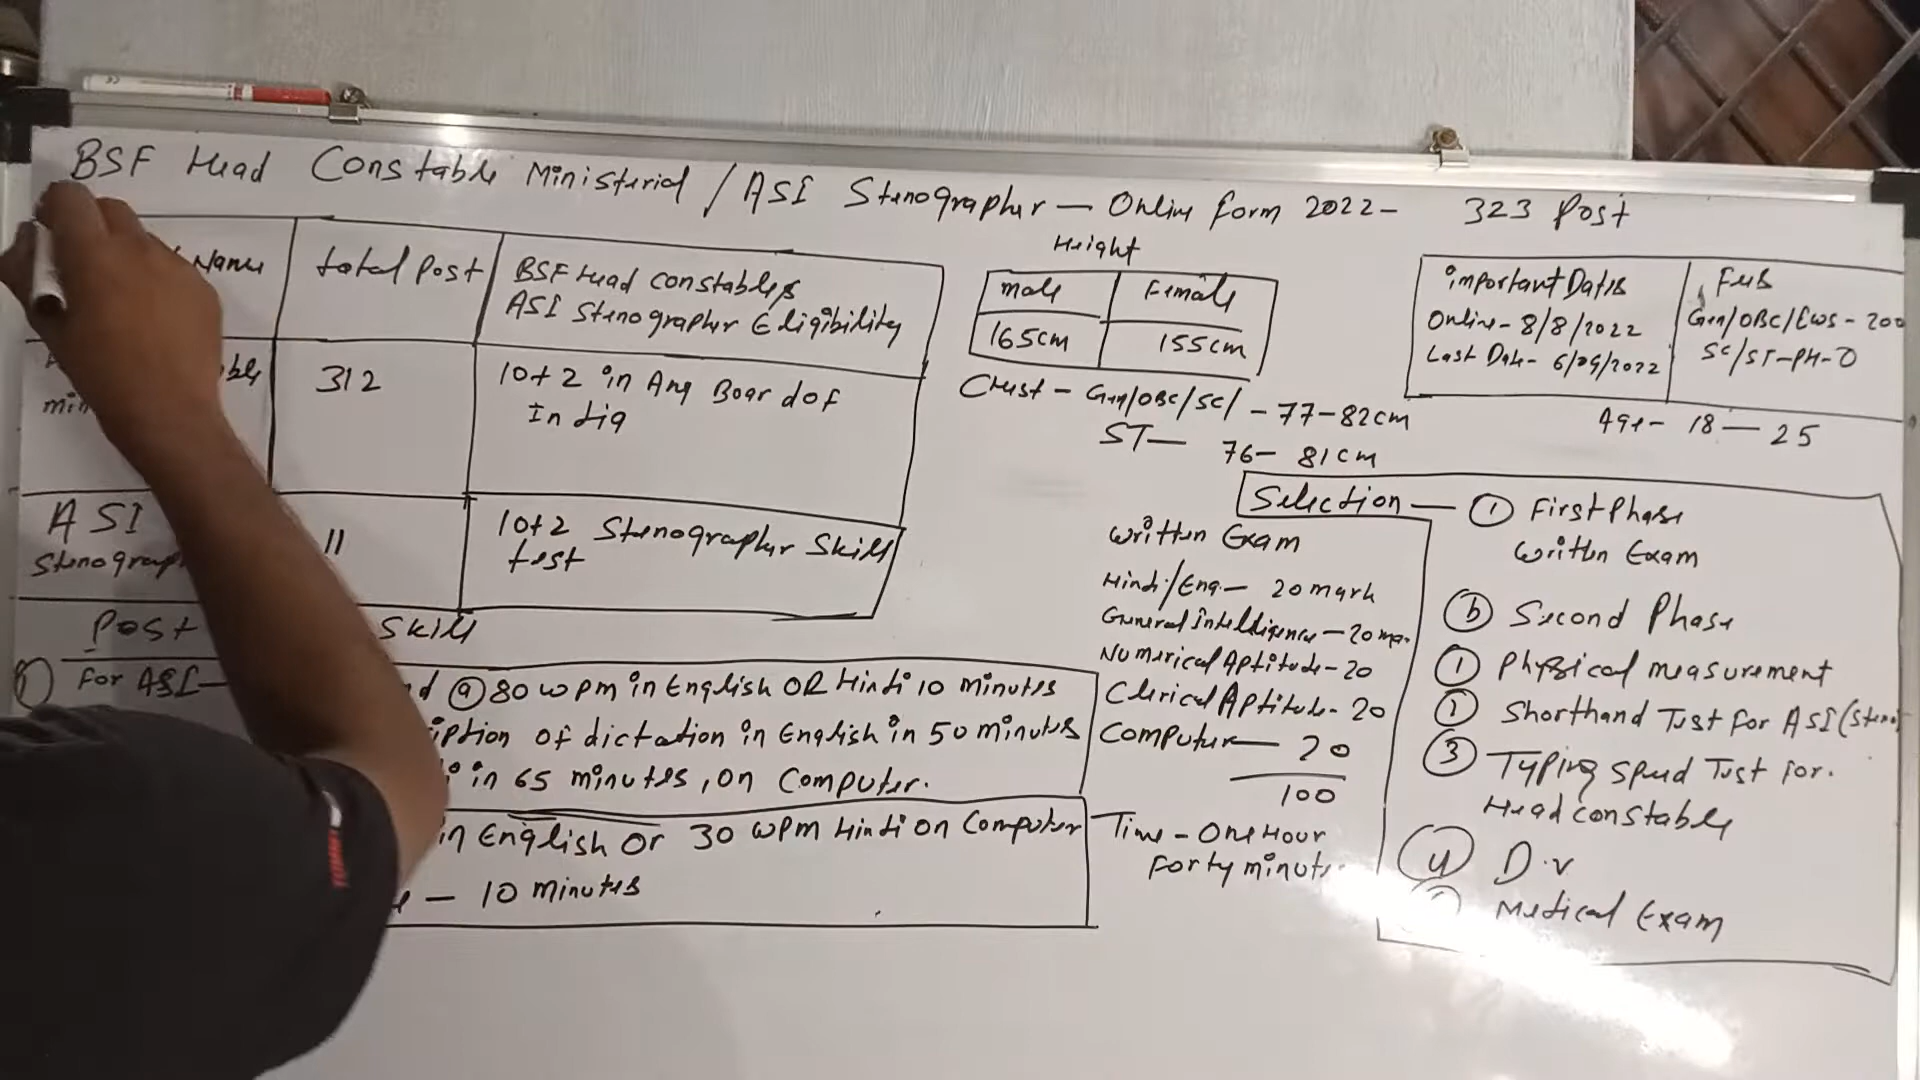 BSF Head Constable Ministerial / ASI Stenographer — Online form 2022 - 323 Post
Name
total Post
BSF Head constable &
ASI Stenographer Eligibility
312
10+2 in Any Board of
India
ASI
11
10+2 Stenographer Skill
test
Post
Skill
For ASI —
@ 80 wpm in English OR Hindi 10 minutes
of dictation in English in 50 minutes
in 65 minutes, on Computer.
in English or 30 wpm Hindi on Computer
— 10 minutes
Height
male
Female
165cm
155cm
Chest - Gen/OBC/SC/ - 77-82cm
ST— 76- 81cm
important Dates
Online - 8/8/2022
Last Date - 6/09/2022
Fees
Gen/OBC/EWS - 200
SC/ST-PH-0
Age - 18 — 25
Written Exam
Hindi/Eng. — 20 mark
General intelligence — 20
Numerical Aptitude - 20
Clerical Aptitude - 20
Computer — 20
100
Time - One Hour
forty minute
Selection — ① First Phase
Written Exam
ⓑ Second Phase
① Physical measurement
Shorthand Test for ASI (Steno
③ Typing Speed Test for.
Head constable
④ D.V
Medical Exam